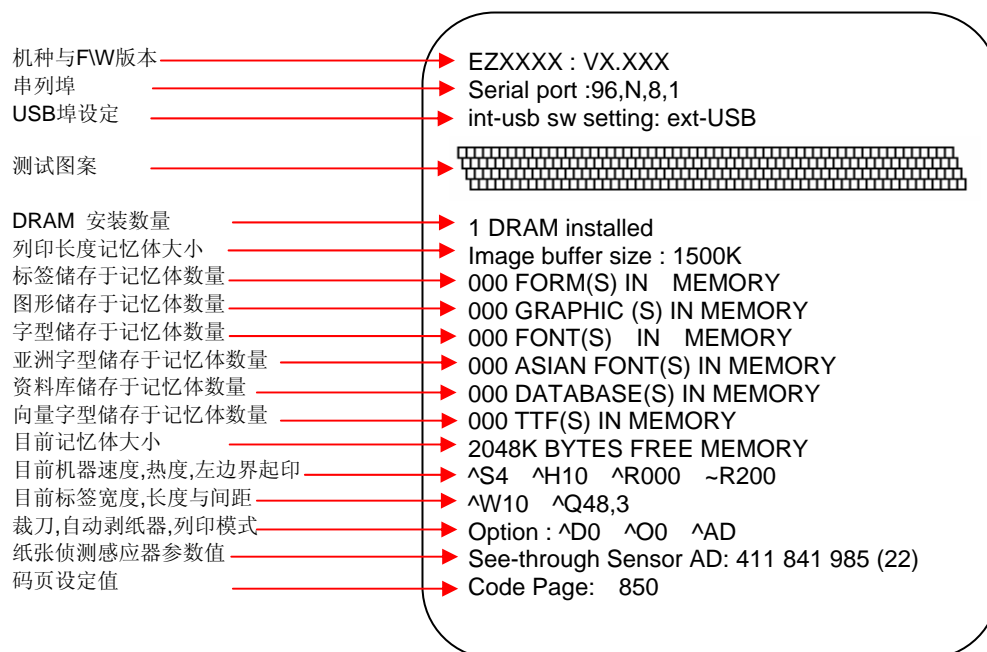 机种与F\W版本 EZXXXX : VX.XXX
串列埠 Serial port :96,N,8,1
USB埠设定 int-usb sw setting: ext-USB
测试图案
DRAM 安装数量 1 DRAM installed
列印长度记忆体大小 Image buffer size : 1500K
标签储存于记忆体数量 000 FORM(S) IN MEMORY
图形储存于记忆体数量 000 GRAPHIC (S) IN MEMORY
字型储存于记忆体数量 000 FONT(S) IN MEMORY
亚洲字型储存于记忆体数量 000 ASIAN FONT(S) IN MEMORY
资料库储存于记忆体数量 000 DATABASE(S) IN MEMORY
向量字型储存于记忆体数量 000 TTF(S) IN MEMORY
目前记忆体大小 2048K BYTES FREE MEMORY
目前机器速度,热度,左边界起印 ^S4 ^H10 ^R000 ~R200
目前标签宽度,长度与间距 ^W10 ^Q48,3
裁刀,自动剥纸器,列印模式 Option : ^D0 ^O0 ^AD
纸张侦测感应器参数值 See-through Sensor AD: 411 841 985 (22)
码页设定值 Code Page: 850